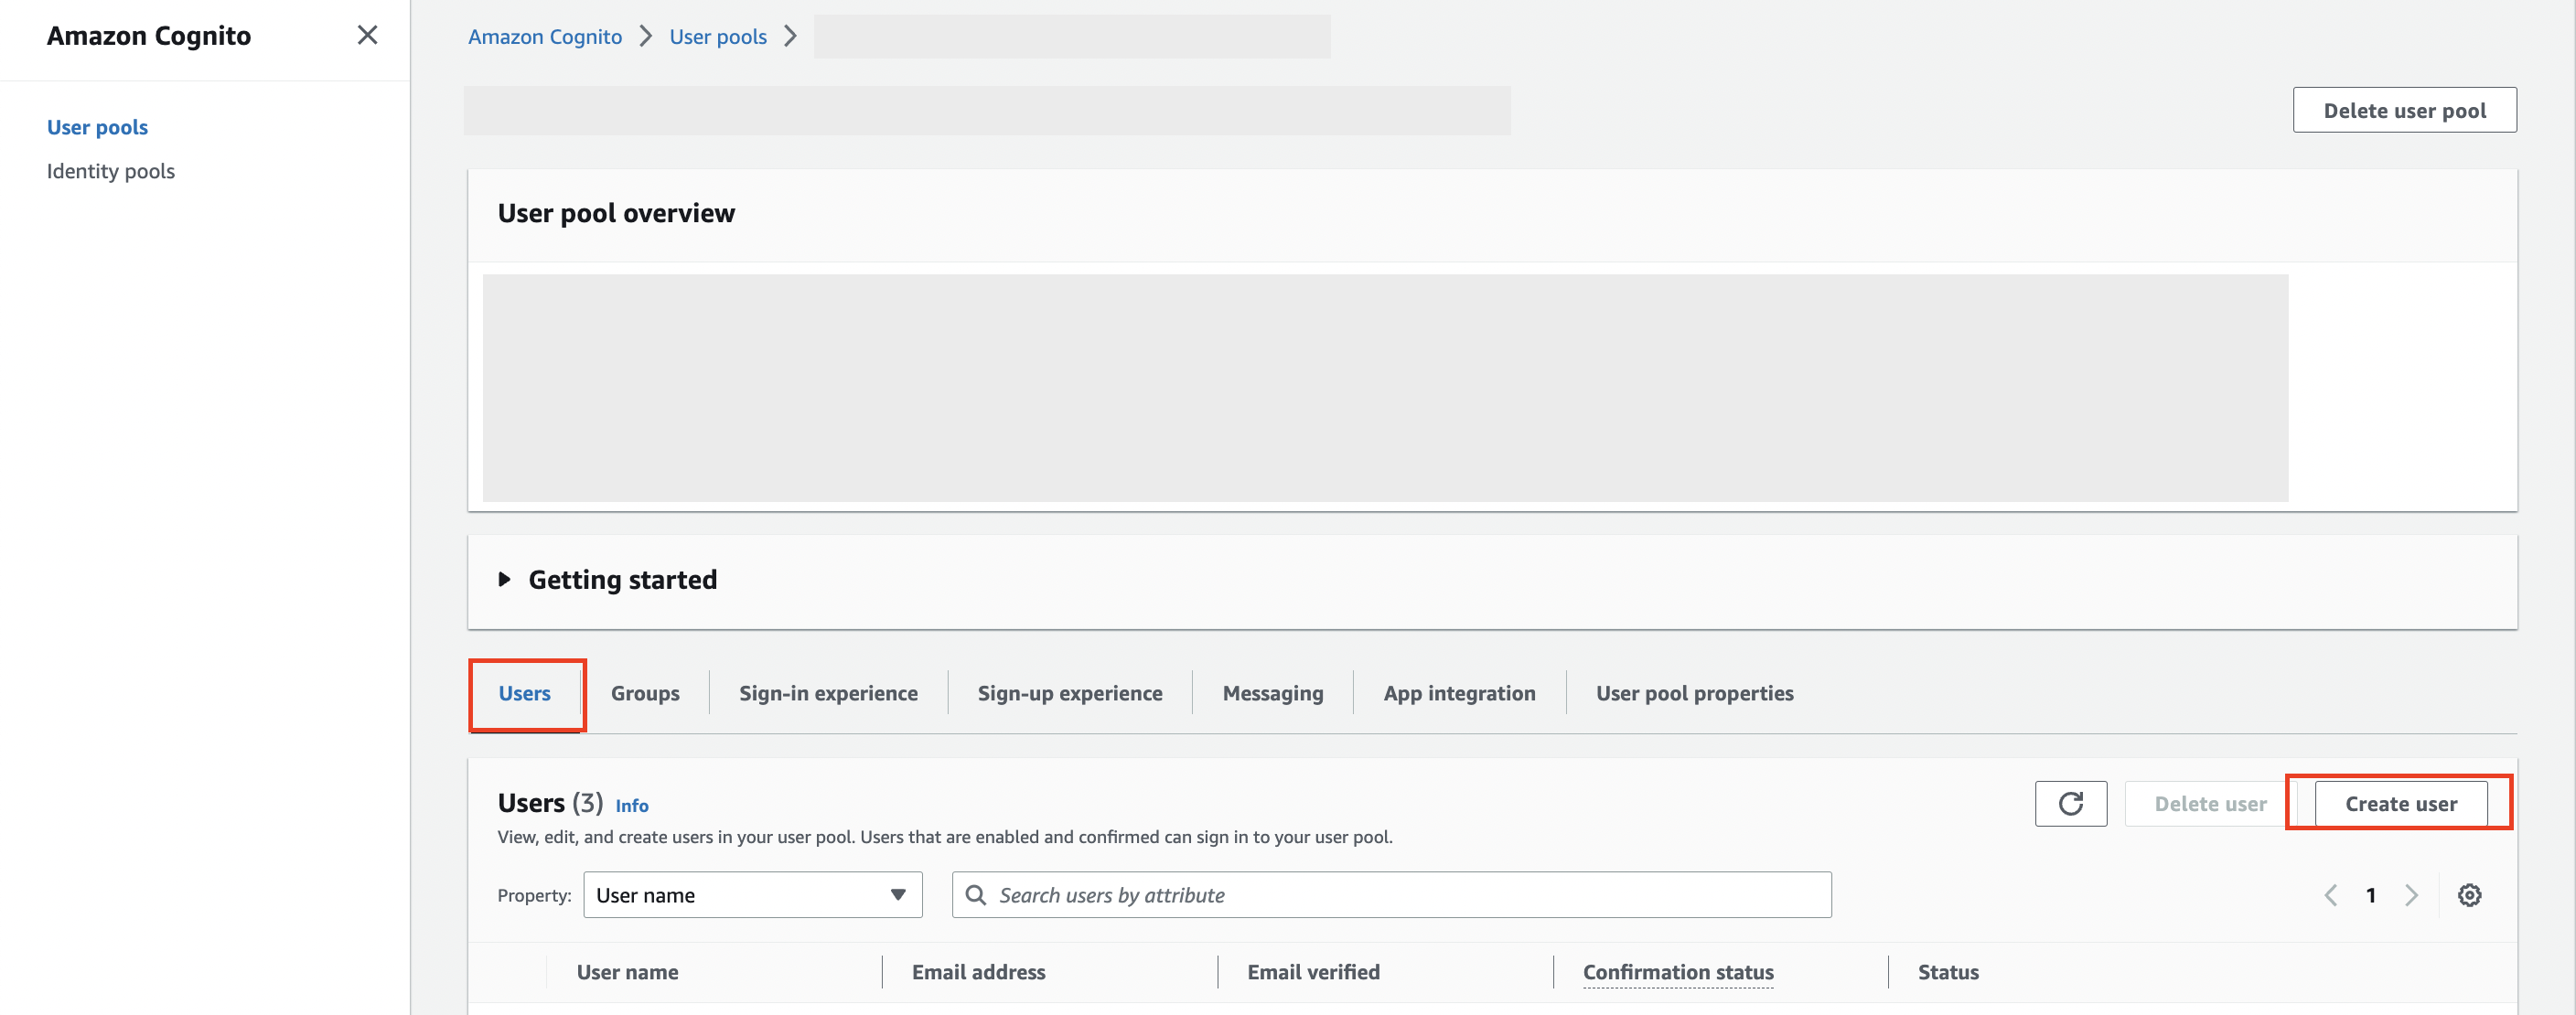 Amazon Cognito
User pools
Identity pools
Amazon Cognito
User pools
Delete user pool
User pool overview
Getting started
Users
Groups
Sign-in experience
Sign-up experience
Messaging
App integration
User pool properties
Users (3) Info
View, edit, and create users in your user pool. Users that are enabled and confirmed can sign in to your user pool.
Delete user
Create user
Property:
User name
Search users by attribute
1
User name
Email address
Email verified
Confirmation status
Status